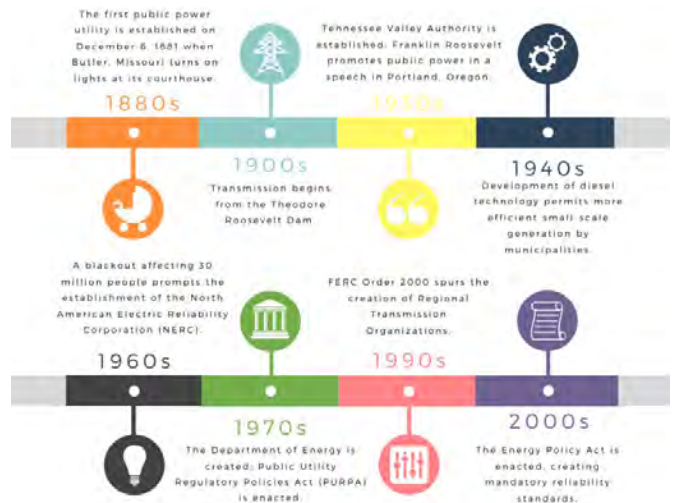 The first public power
utility is established on
December 6, 1881 when
Butler, Missouri turns on
lights at its courthouse.
1880s
1900s
Transmission begins
from the Theodore
Roosevelt Dam
Tennessee Valley Authority is
established; Franklin Roosevelt
promotes public power in a
speech in Portland, Oregon.
1930s
1940s
Development of diesel
technology permits more
efficient small scale
generation by
municipalities.
A blackout affecting 30
million people prompts the
establishment of the North
American Electric Reliability
Corporation (NERC).
1960s
1970s
The Department of Energy is
created; Public Utility
Regulatory Policies Act (PURPA)
is enacted.
FERC Order 2000 spurs the
creation of Regional
Transmission
Organizations.
1990s
2000s
The Energy Policy Act is
enacted, creating
mandatory reliability
standards.